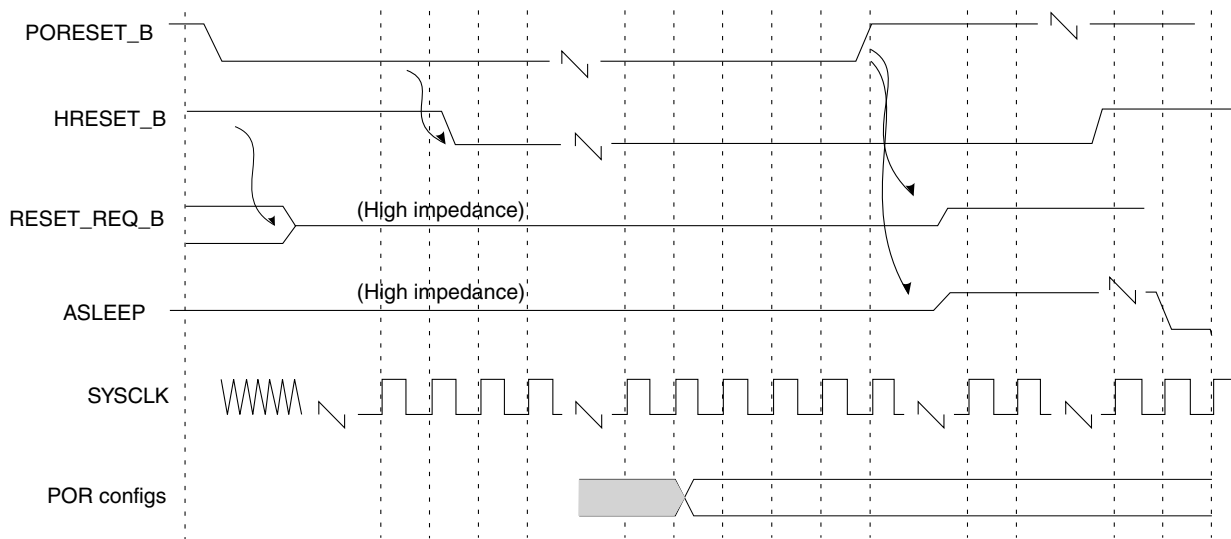 PORESET_B
HRESET_B
RESET_REQ_B
(High impedance)
ASLEEP
(High impedance)
SYSCLK
POR configs